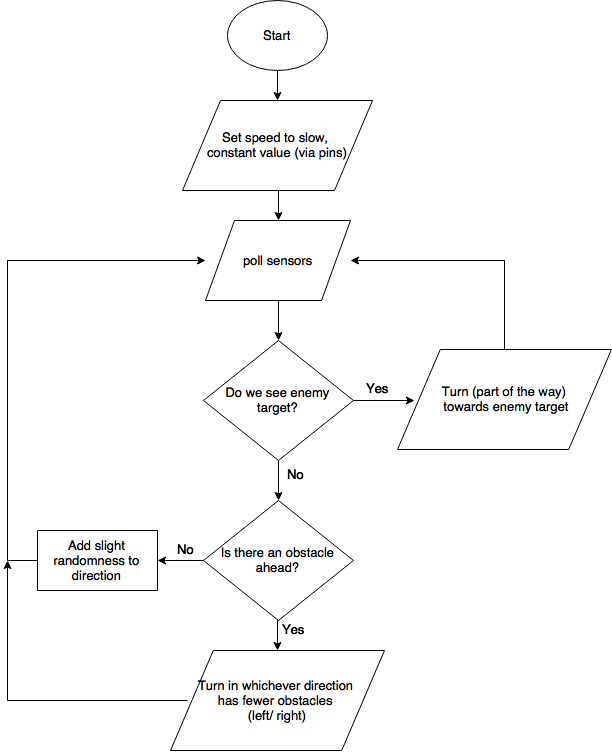 Start
Set speed to slow,
constant value (via pins)
poll sensors
Do we see enemy
target?
Yes
Turn (part of the way)
towards enemy target
No
Is there an obstacle
ahead?
No
Add slight
randomness to
direction
Yes
Turn in whichever direction
has fewer obstacles
(left/ right)